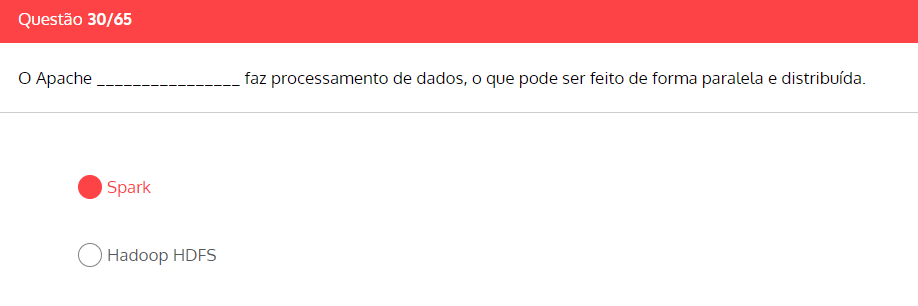 Questão 30/65
O Apache ________________ faz processamento de dados, o que pode ser feito de forma paralela e distribuída.
Spark
Hadoop HDFS